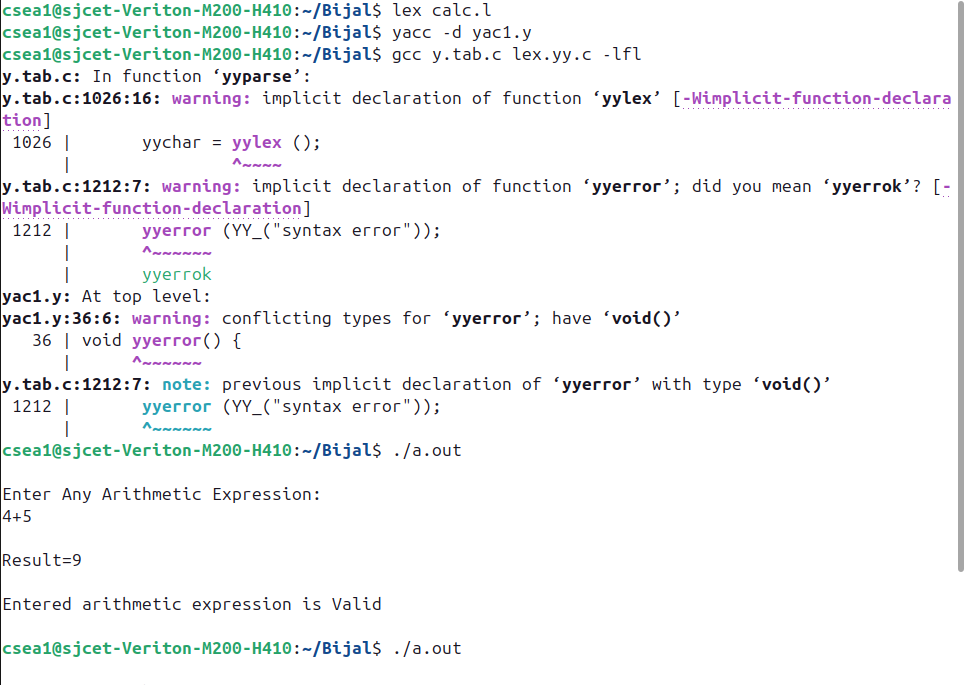 csea1@sjcet-Veriton-M200-H410:~/Bijal$ lex calc.l
csea1@sjcet-Veriton-M200-H410:~/Bijal$ yacc -d yac1.y
csea1@sjcet-Veriton-M200-H410:~/Bijal$ gcc y.tab.c lex.yy.c -lfl
y.tab.c: In function ‘yyparse’:
y.tab.c:1026:16: warning: implicit declaration of function ‘yylex’ [-Wimplicit-function-declara
tion]
 1026 |       yychar = yylex ();
      |                ^~~~~
y.tab.c:1212:7: warning: implicit declaration of function ‘yyerror’; did you mean ‘yyerrok’? [-
Wimplicit-function-declaration]
 1212 |       yyerror (YY_("syntax error"));
      |       ^~~~~~~
      |       yyerrok
yac1.y: At top level:
yac1.y:36:6: warning: conflicting types for ‘yyerror’; have ‘void()’
   36 | void yyerror() {
      |      ^~~~~~~
y.tab.c:1212:7: note: previous implicit declaration of ‘yyerror’ with type ‘void()’
 1212 |       yyerror (YY_("syntax error"));
      |       ^~~~~~~
csea1@sjcet-Veriton-M200-H410:~/Bijal$ ./a.out
Enter Any Arithmetic Expression:
4+5
Result=9
Entered arithmetic expression is Valid
csea1@sjcet-Veriton-M200-H410:~/Bijal$ ./a.out